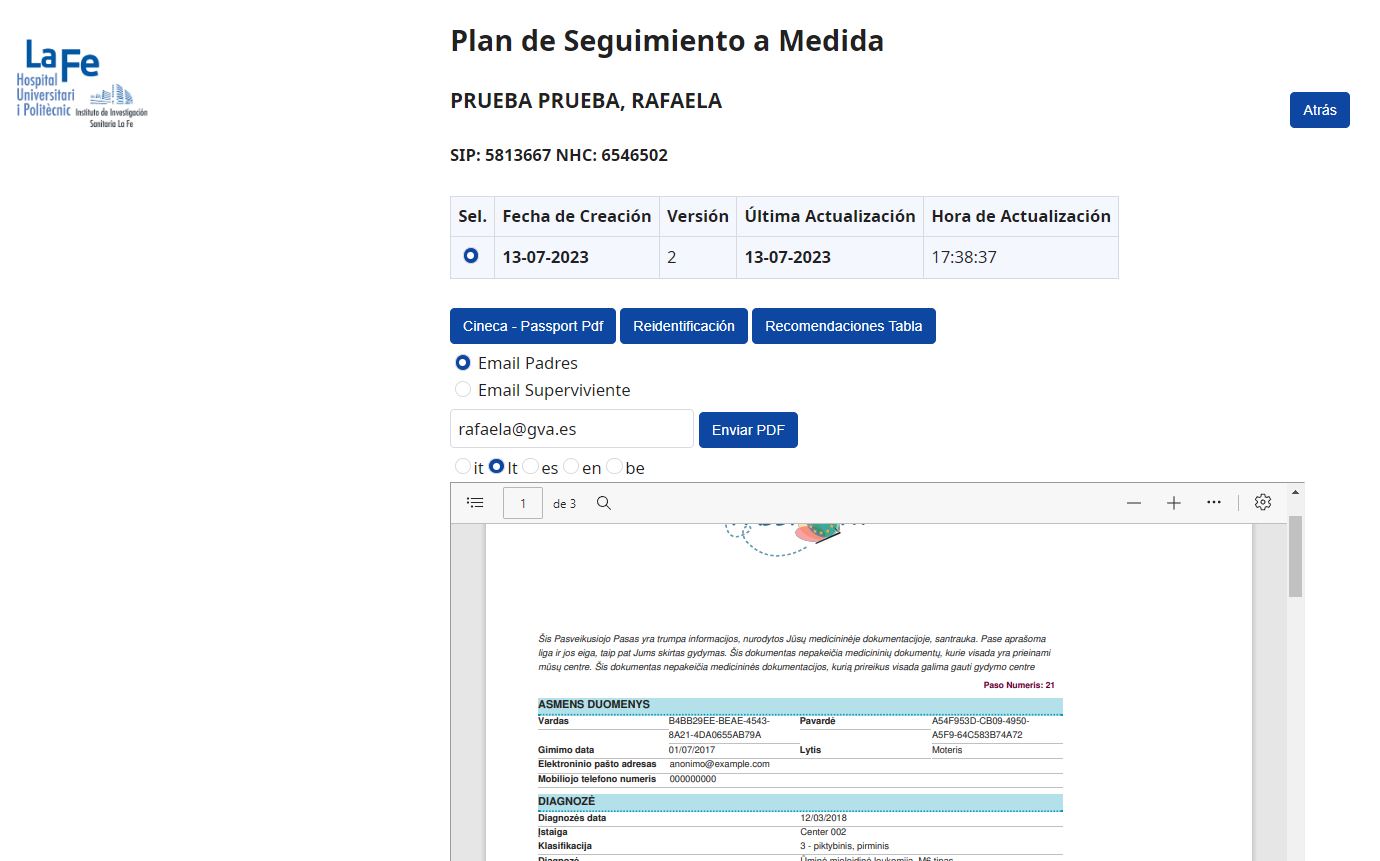 La Fe
Hospital
Universitari
i Politècnic
Instituto de Investigación
Sanitaria La Fe
Plan de Seguimiento a Medida
PRUEBA PRUEBA, RAFAELA
Atrás
SIP: 5813667 NHC: 6546502
Sel. Fecha de Creación Versión Última Actualización Hora de Actualización
13-07-2023 2 13-07-2023 17:38:37
Cineca - Passport Pdf Reidentificación Recomendaciones Tabla
Email Padres
Email Superviviente
rafaela@gva.es Enviar PDF
it lt es en be
1 de 3
Šis Pasveikusiojo Pasas yra trumpa informacijos, nurodytos Jūsų medicininėje dokumentacijoje, santrauka. Pase aprašoma
liga ir jos eiga, taip pat Jums skirtas gydymas. Šis dokumentas nepakeičia medicininių dokumentų, kurie visada yra prieinami
mūsų centre. Šis dokumentas nepakeičia medicininės dokumentacijos, kurią prireikus visada galima gauti gydymo centre
Paso Numeris: 21
ASMENS DUOMENYS
Vardas B4BB29EE-BEAE-4543- Pavardė A54F953D-CB09-4950-
8A21-4DA0655AB79A A5F9-64C583B74A72
Gimimo data 01/07/2017 Lytis Moteris
Elektroninio pašto adresas anonimo@example.com
Mobiliojo telefono numeris 000000000
DIAGNOZĖ
Diagnozės data 12/03/2018
Įstaiga Center 002
Klasifikacija 3 - piktybinis, pirminis
Diagnozė Ūminė mieloidinė leukemija, M6 tipas